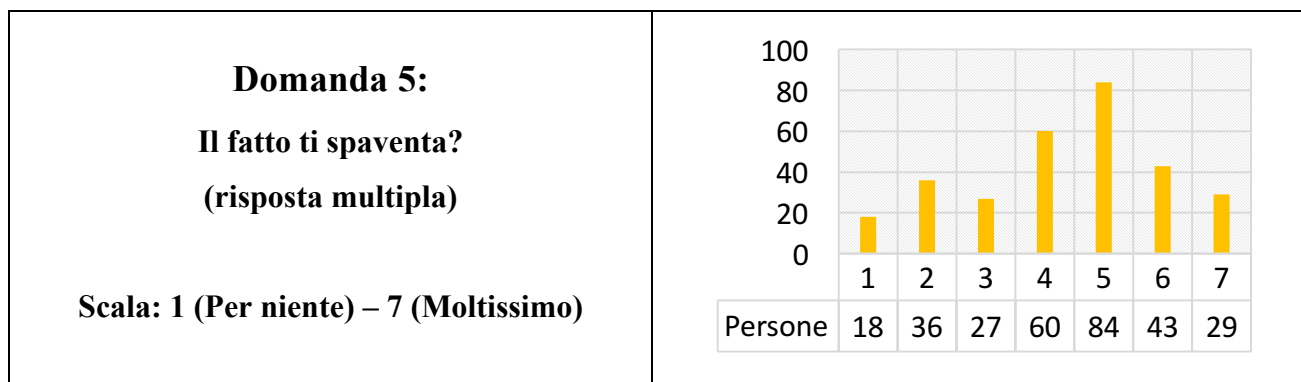 Domanda 5:
Il fatto ti spaventa?
(risposta multipla)
Scala: 1 (Per niente) – 7 (Moltissimo)
100
80
60
40
20
0
1 2 3 4 5 6 7
Persone 18 36 27 60 84 43 29